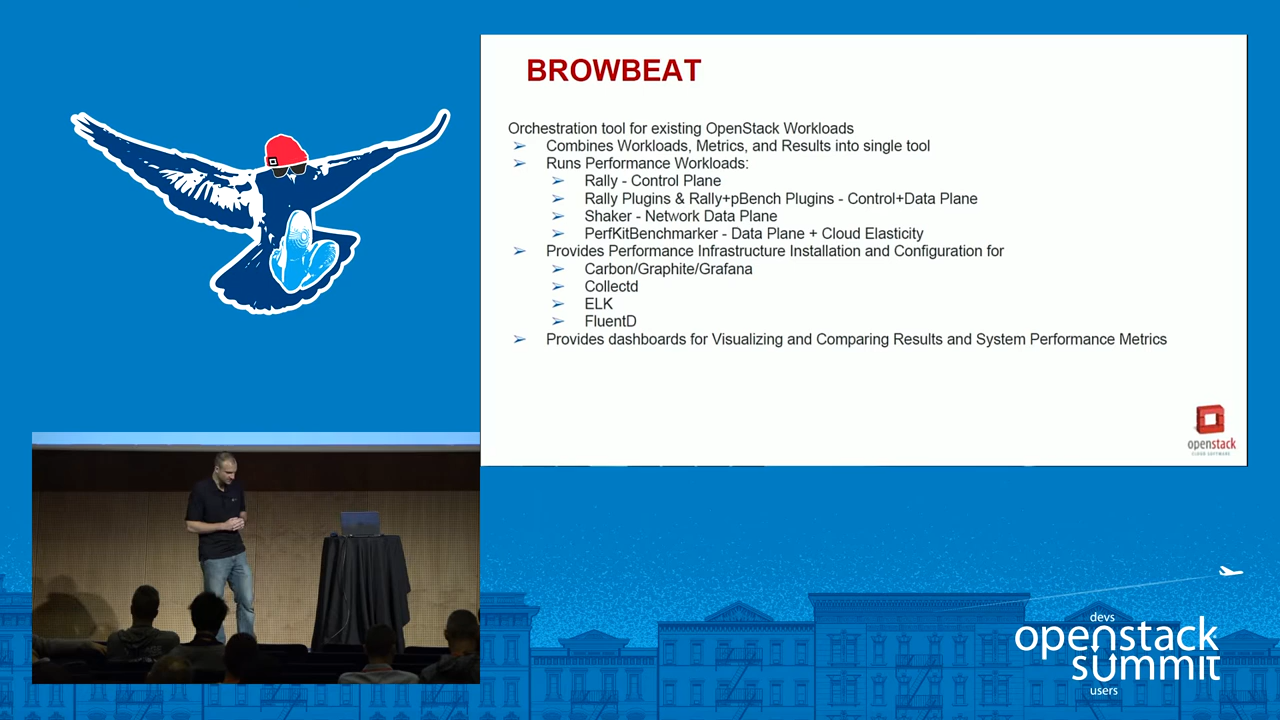 BROWBEAT
Orchestration tool for existing OpenStack Workloads
➢ Combines Workloads, Metrics, and Results into single tool
➢ Runs Performance Workloads:
➢ Rally - Control Plane
➢ Rally Plugins & Rally+pBench Plugins - Control+Data Plane
➢ Shaker - Network Data Plane
➢ PerfKitBenchmarker - Data Plane + Cloud Elasticity
➢ Provides Performance Infrastructure Installation and Configuration for
➢ Carbon/Graphite/Grafana
➢ Collectd
➢ ELK
➢ FluentD
➢ Provides dashboards for Visualizing and Comparing Results and System Performance Metrics
openstack
CLOUD SOFTWARE
devs
openstack
summit
users